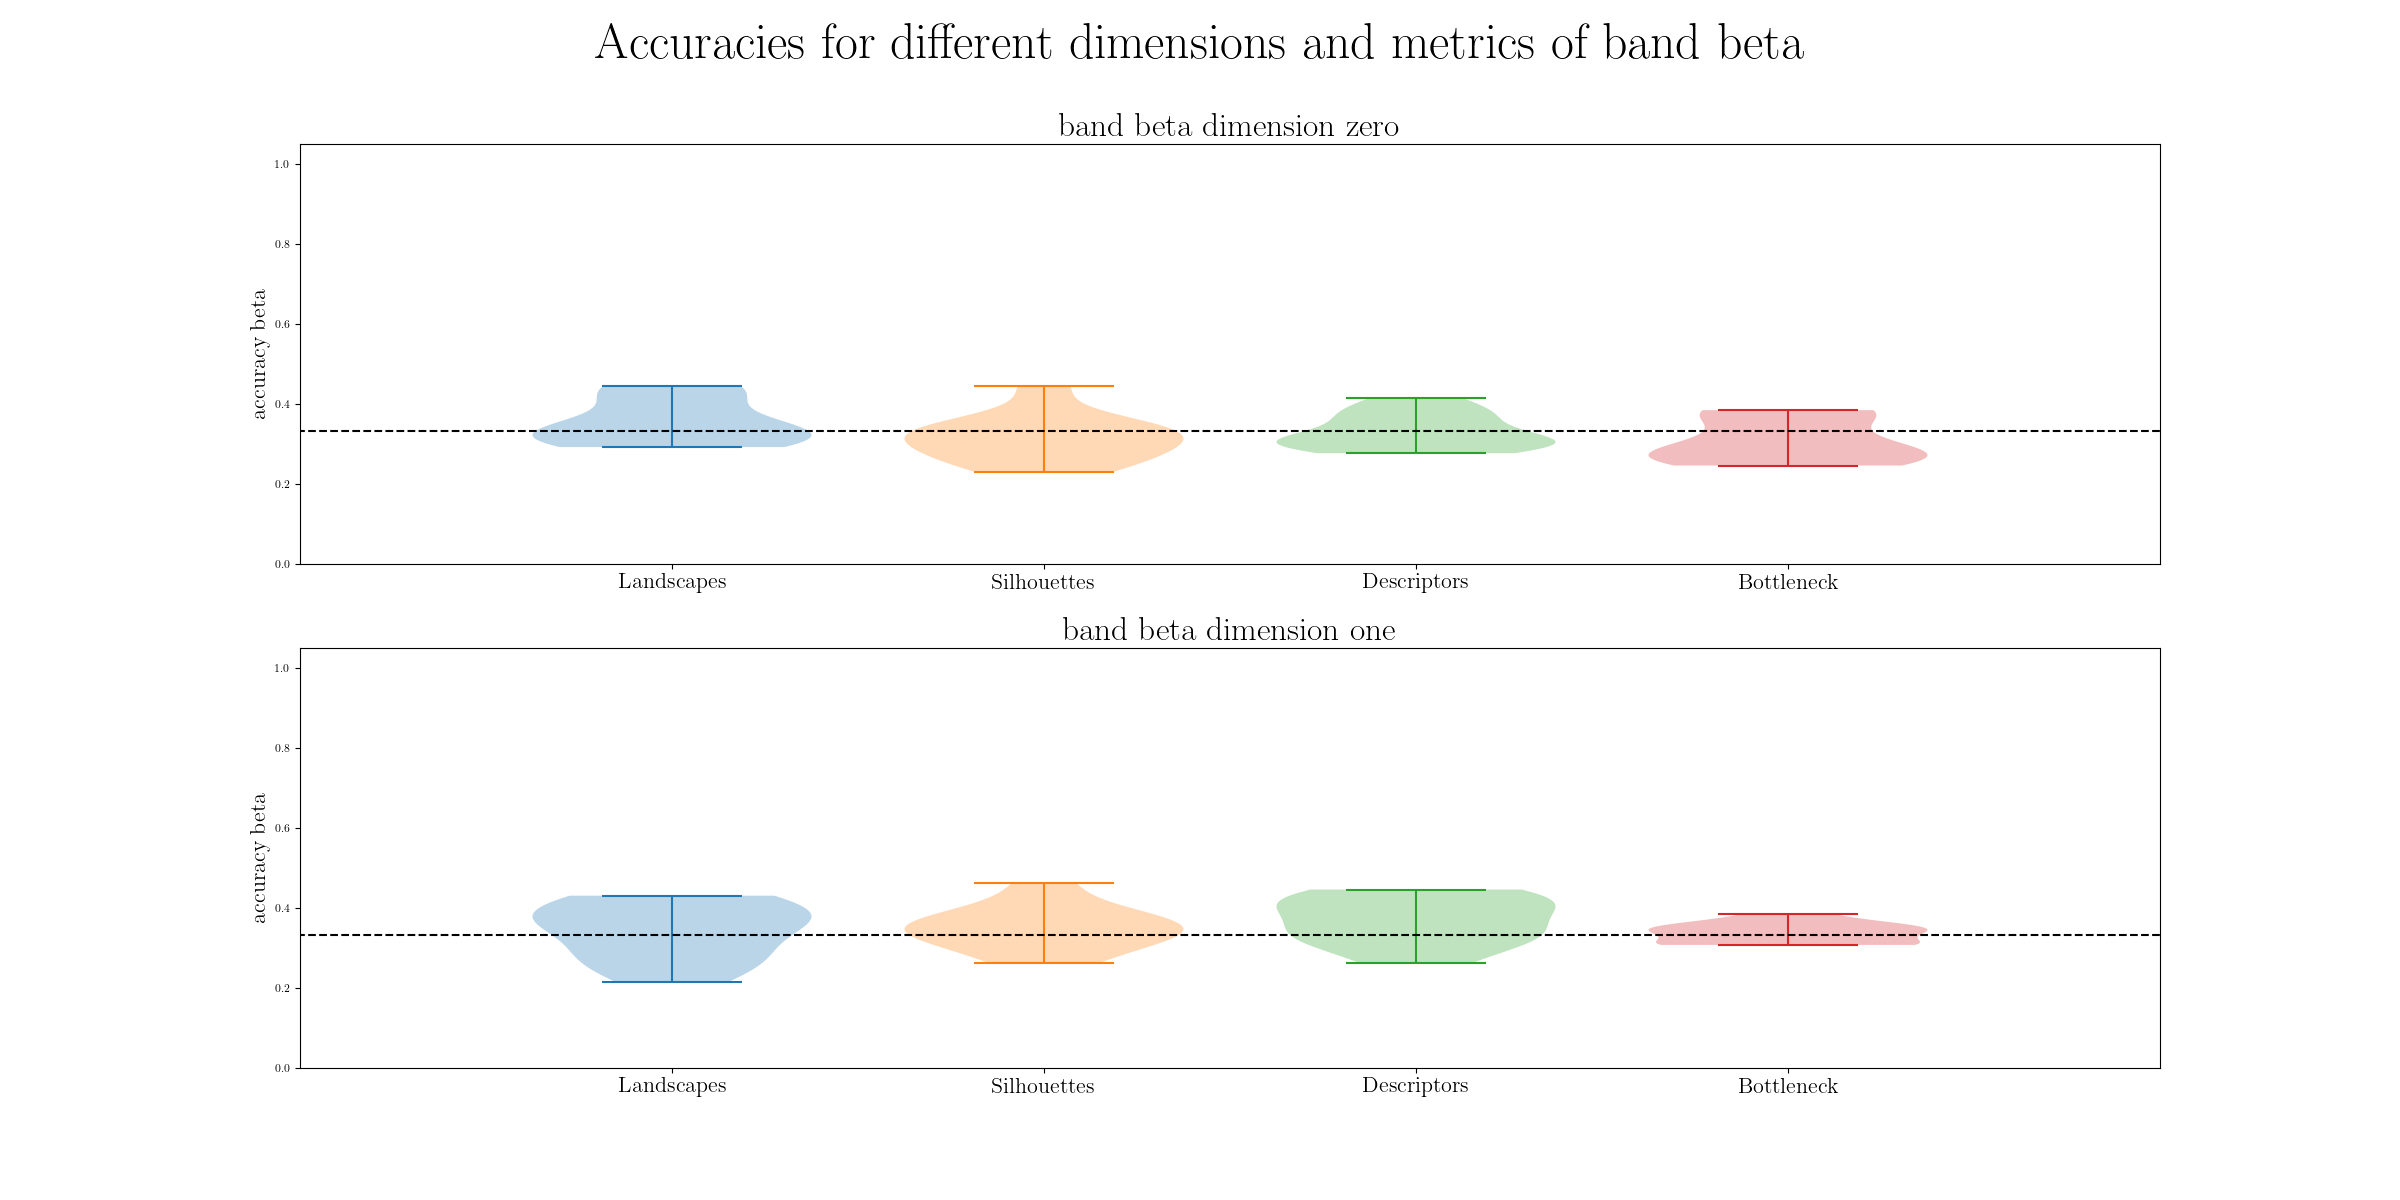 Accuracies for different dimensions and metrics of band beta
band beta dimension zero
1.0
0.8
0.6
0.4
0.2
0.0
accuracy beta
Landscapes Silhouettes Descriptors Bottleneck
band beta dimension one
1.0
0.8
0.6
0.4
0.2
0.0
accuracy beta
Landscapes Silhouettes Descriptors Bottleneck